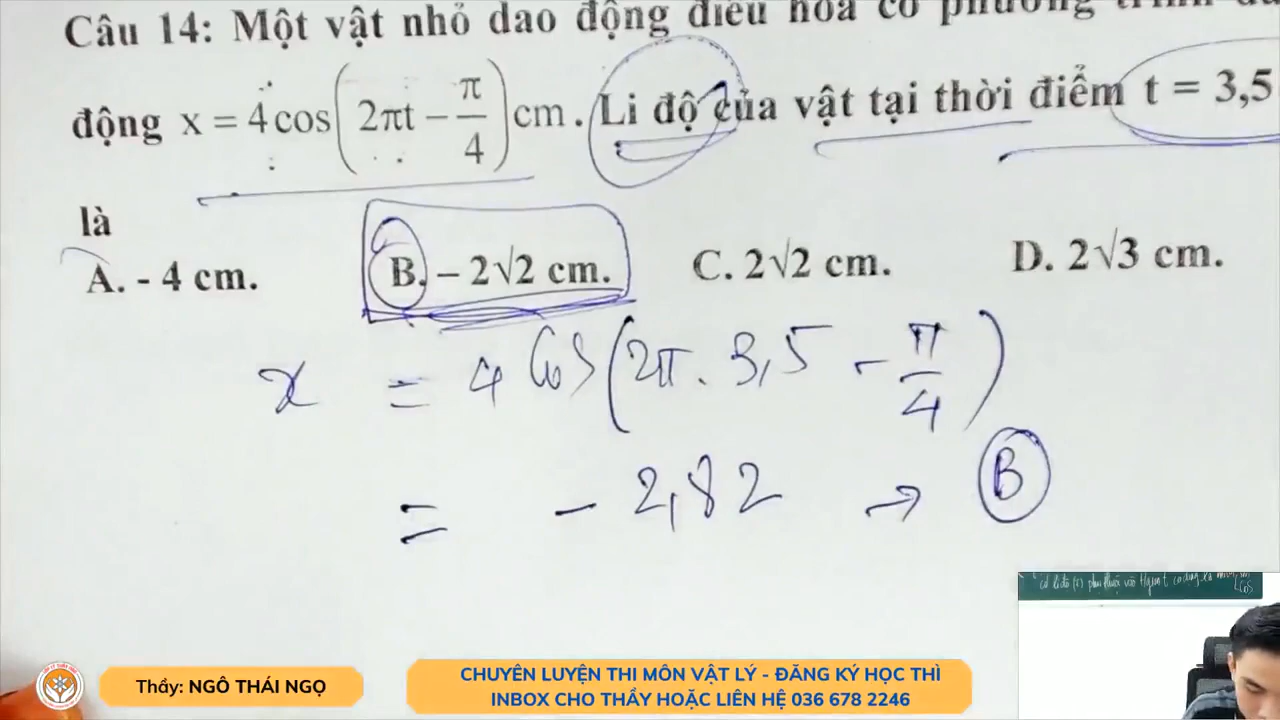 Câu 14: Một vật nhỏ dao động điều hòa có phương trình
động x = 4cos(2πt − π/4)cm. Li độ của vật tại thời điểm t = 3,5
là
A. - 4 cm. B. – 2√2 cm. C. 2√2 cm. D. 2√3 cm.
x = 4 cos(2π. 3,5 − π/4)
= − 2,82 → B
Thầy: NGÔ THÁI NGỌ
CHUYÊN LUYỆN THI MÔN VẬT LÝ - ĐĂNG KÝ HỌC THÌ
INBOX CHO THẦY HOẶC LIÊN HỆ 036 678 2246